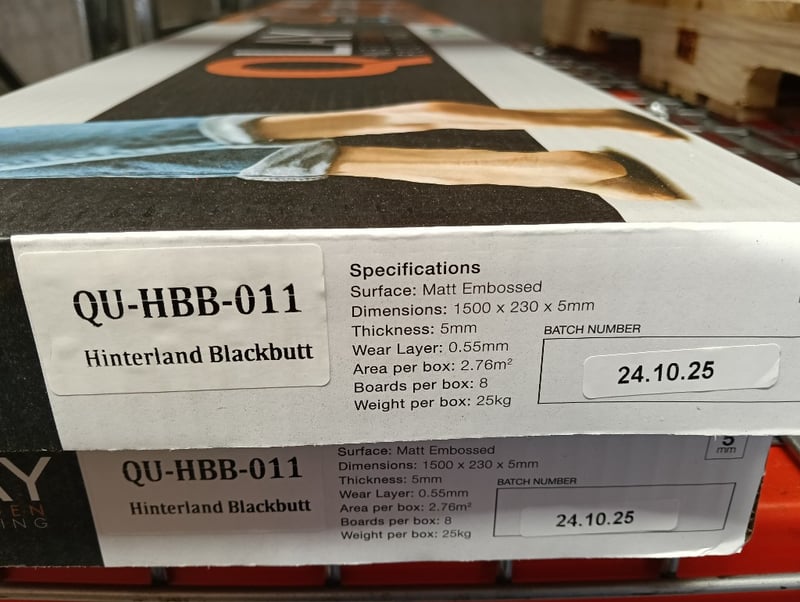 QU-HBB-011
Hinterland Blackbutt
Specifications
Surface: Matt Embossed
Dimensions: 1500 x 230 x 5mm
Thickness: 5mm
Wear Layer: 0.55mm
Area per box: 2.76m²
Boards per box: 8
Weight per box: 25kg
BATCH NUMBER
24.10.25
QU-HBB-011
Hinterland Blackbutt
Surface: Matt Embossed
Dimensions: 1500 x 230 x 5mm
Thickness: 5mm
Wear Layer: 0.55mm
Area per box: 2.76m²
Boards per box: 8
Weight per box: 25kg
BATCH NUMBER
24.10.25
5
mm